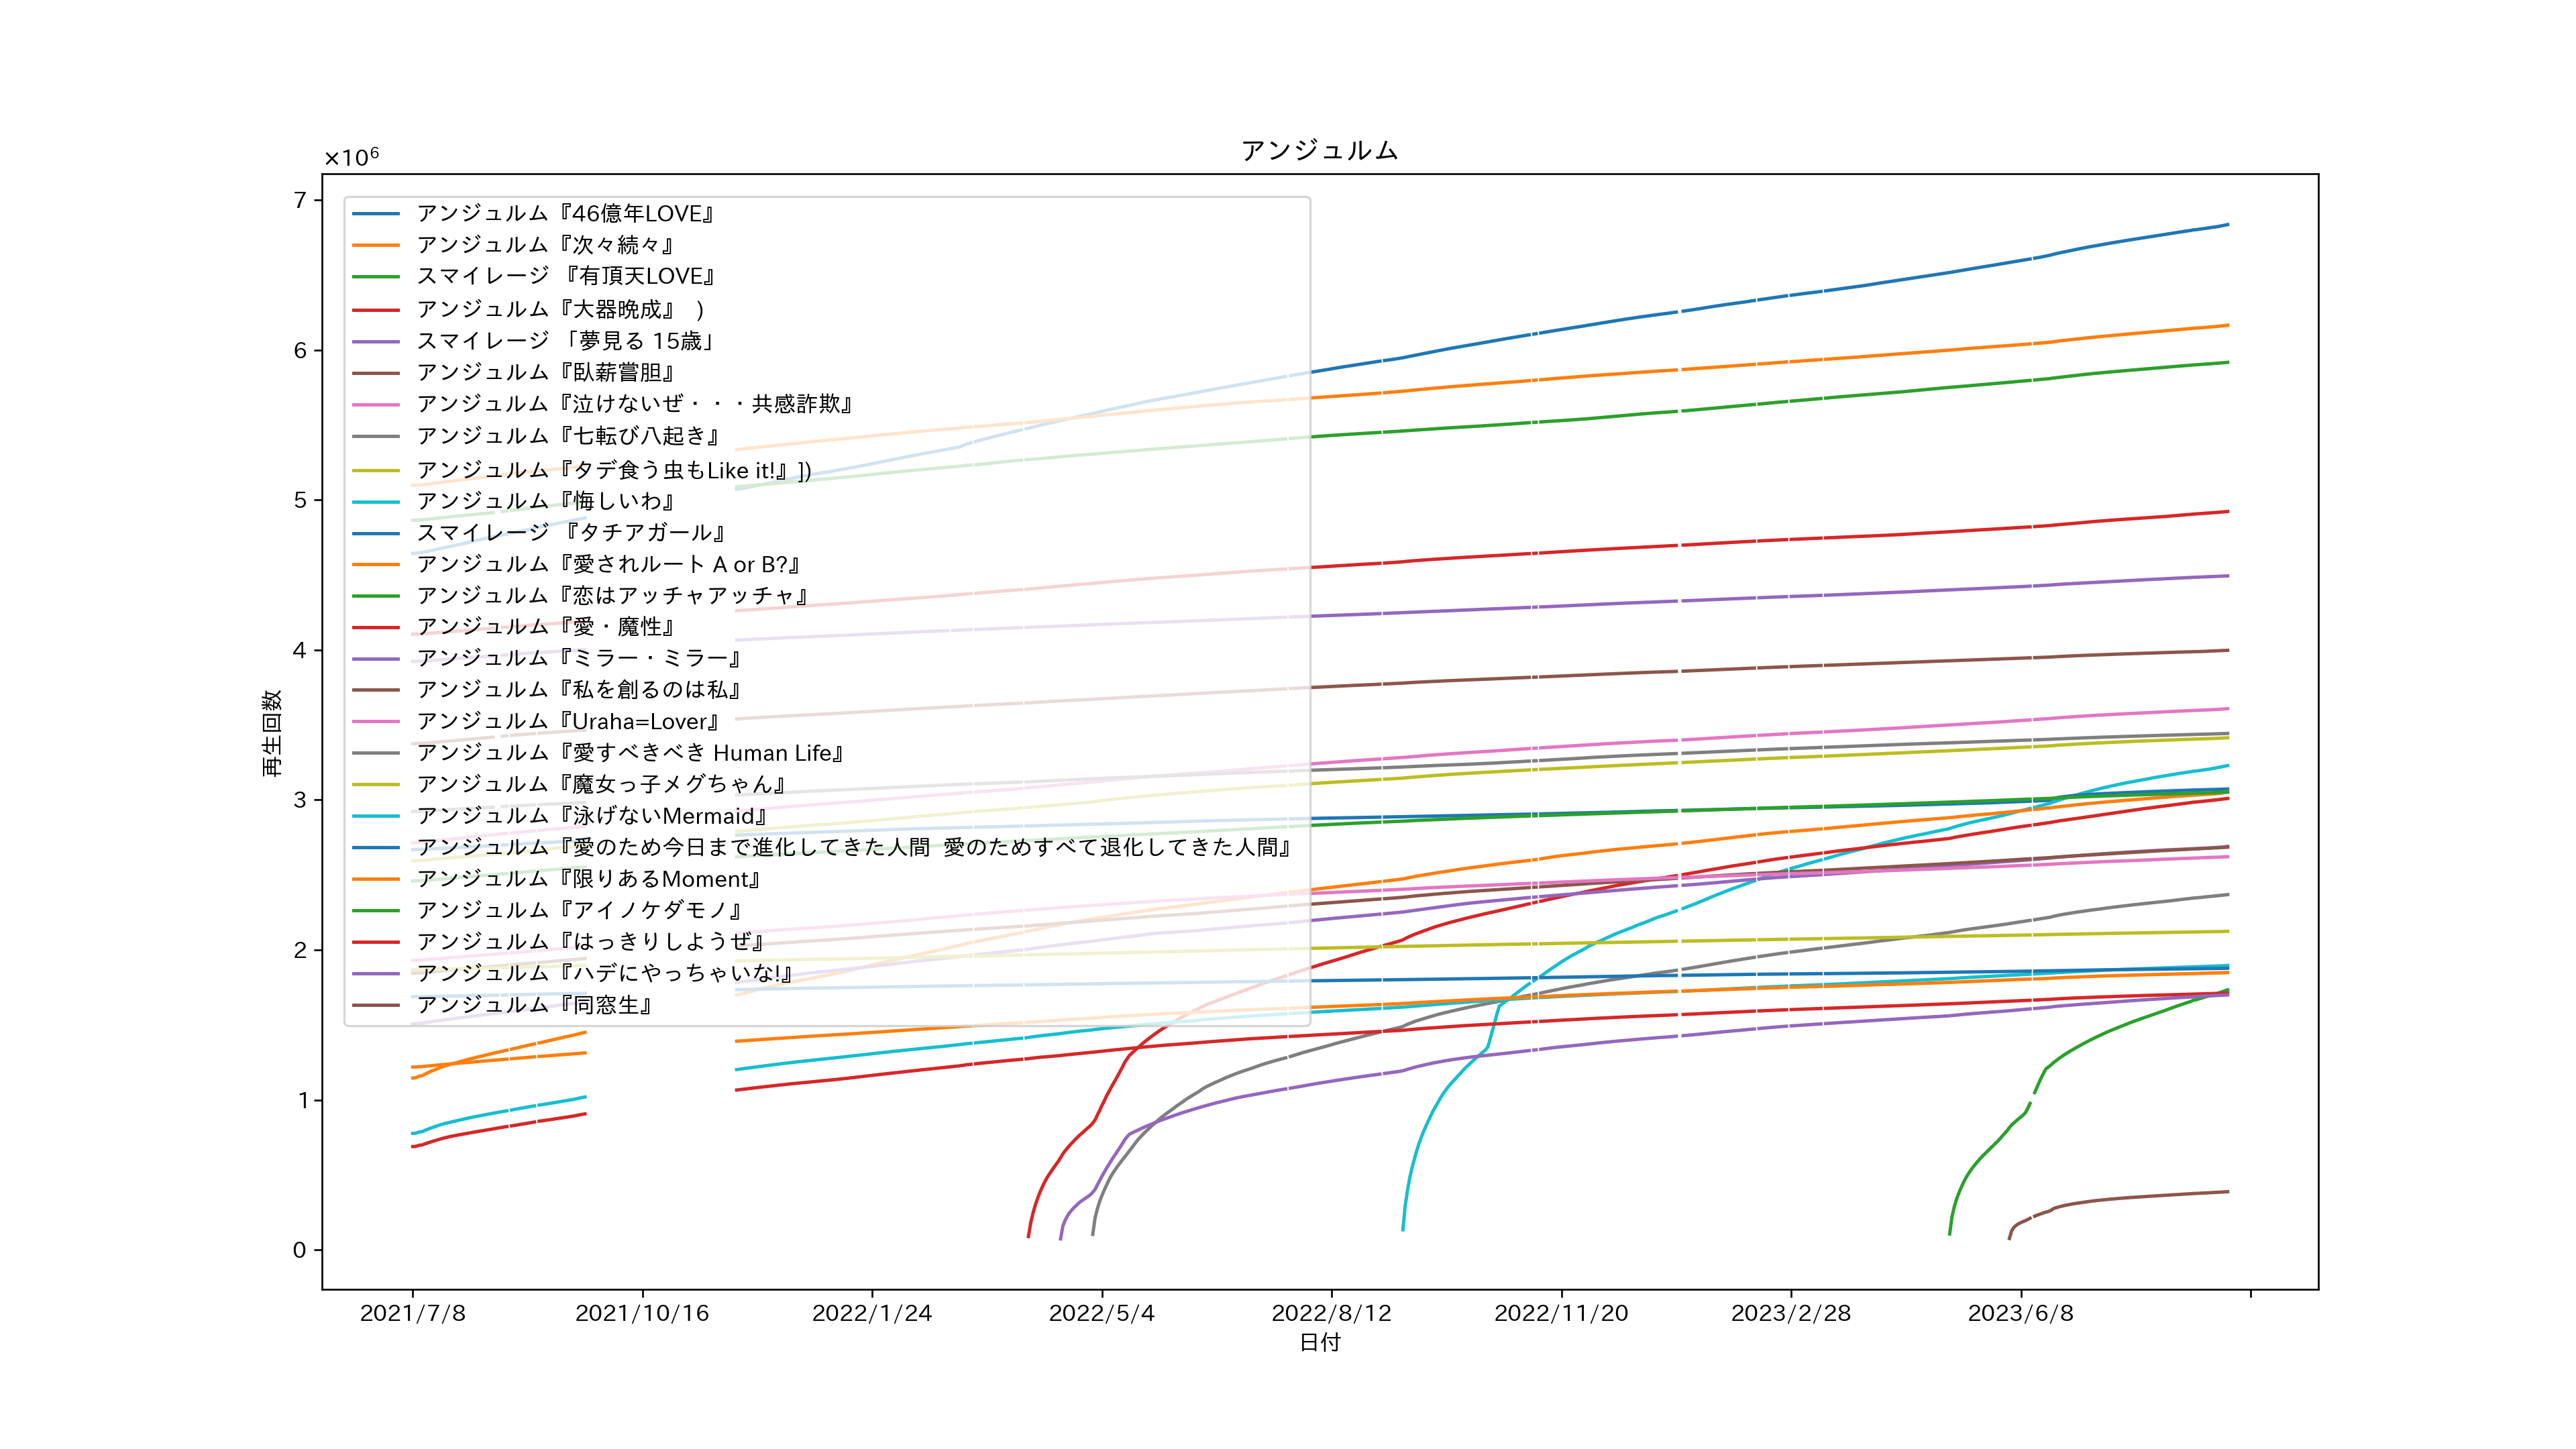 アンジュルム
×10⁶
7
6
5
4
3
2
1
0
再生回数
アンジュルム『46億年LOVE』
アンジュルム『次々続々』
スマイレージ 『有頂天LOVE』
アンジュルム『大器晩成』 )
スマイレージ 「夢見る 15歳」
アンジュルム『臥薪嘗胆』
アンジュルム『泣けないぜ・・・共感詐欺』
アンジュルム『七転び八起き』
アンジュルム『タデ食う虫もLike it!』])
アンジュルム『悔しいわ』
スマイレージ 『タチアガール』
アンジュルム『愛されルート A or B?』
アンジュルム『恋はアッチャアッチャ』
アンジュルム『愛・魔性』
アンジュルム『ミラー・ミラー』
アンジュルム『私を創るのは私』
アンジュルム『Uraha=Lover』
アンジュルム『愛すべきべき Human Life』
アンジュルム『魔女っ子メグちゃん』
アンジュルム『泳げないMermaid』
アンジュルム『愛のため今日まで進化してきた人間 愛のためすべて退化してきた人間』
アンジュルム『限りあるMoment』
アンジュルム『アイノケダモノ』
アンジュルム『はっきりしようぜ』
アンジュルム『ハデにやっちゃいな!』
アンジュルム『同窓生』
2021/7/8 2021/10/16 2022/1/24 2022/5/4 2022/8/12 2022/11/20 2023/2/28 2023/6/8
日付